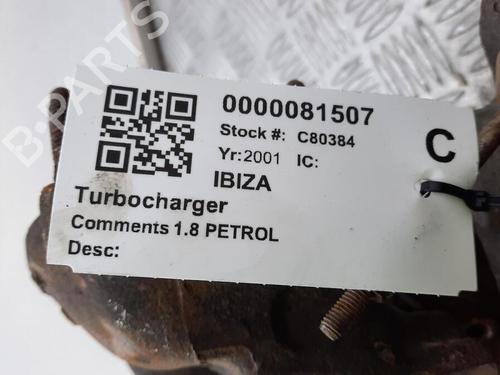 B-PARTS
0000081507
Stock #: C80384
C
Yr: 2001 IC:
IBIZA
Turbocharger
Comments 1.8 PETROL
Desc: